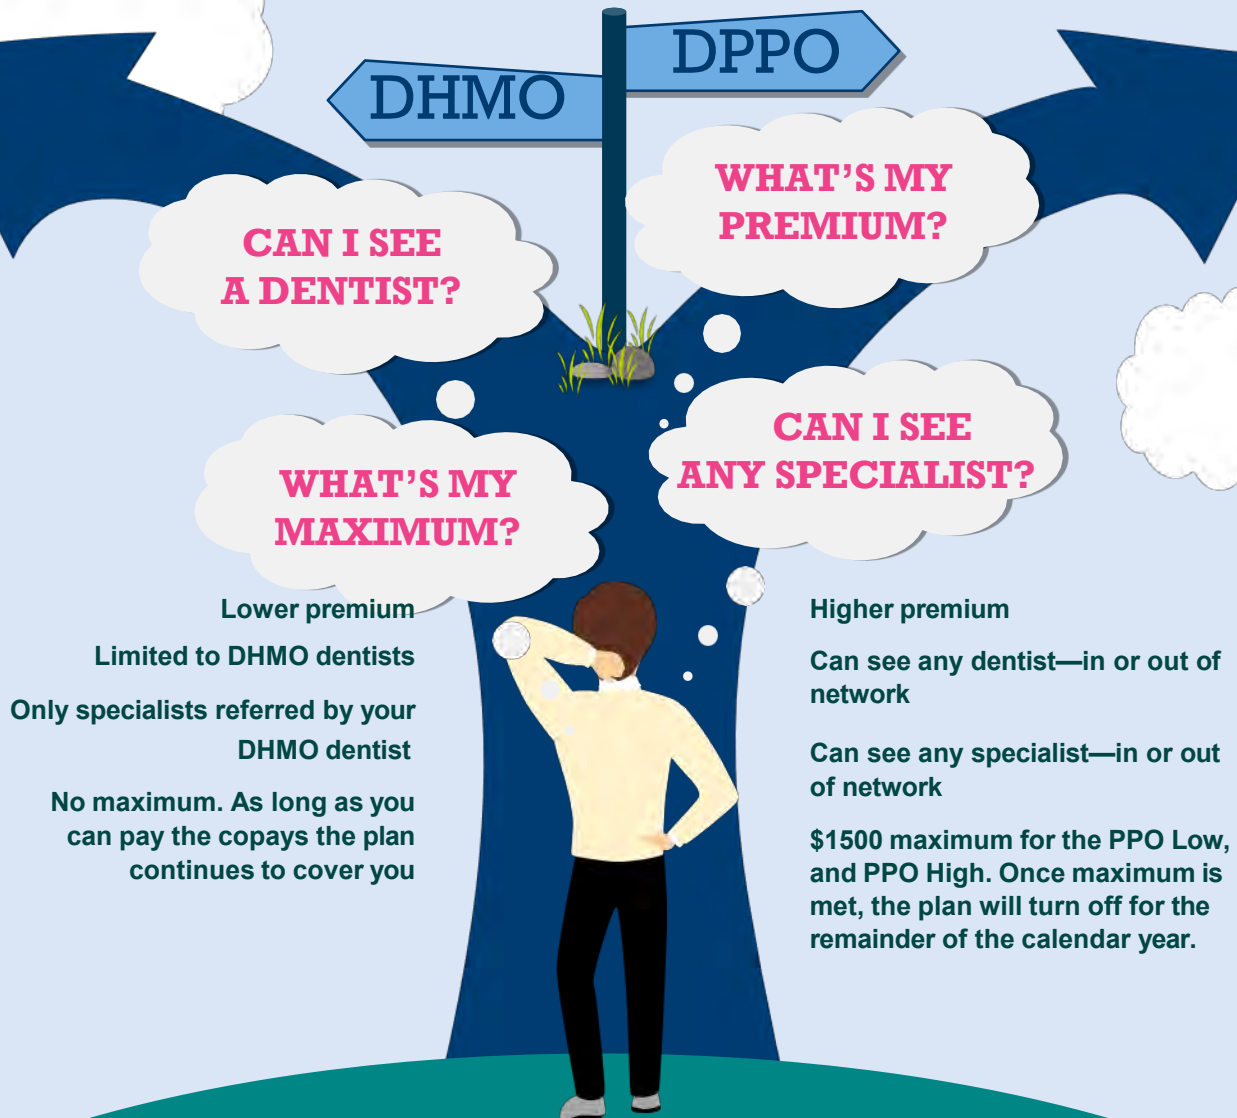 DHMO
DPPO
CAN I SEE
A DENTIST?
WHAT'S MY
PREMIUM?
WHAT'S MY
MAXIMUM?
CAN I SEE
ANY SPECIALIST?
Lower premium
Limited to DHMO dentists
Only specialists referred by your
DHMO dentist
No maximum. As long as you
can pay the copays the plan
continues to cover you
Higher premium
Can see any dentist—in or out of
network
Can see any specialist—in or out
of network
$1500 maximum for the PPO Low,
and PPO High. Once maximum is
met, the plan will turn off for the
remainder of the calendar year.